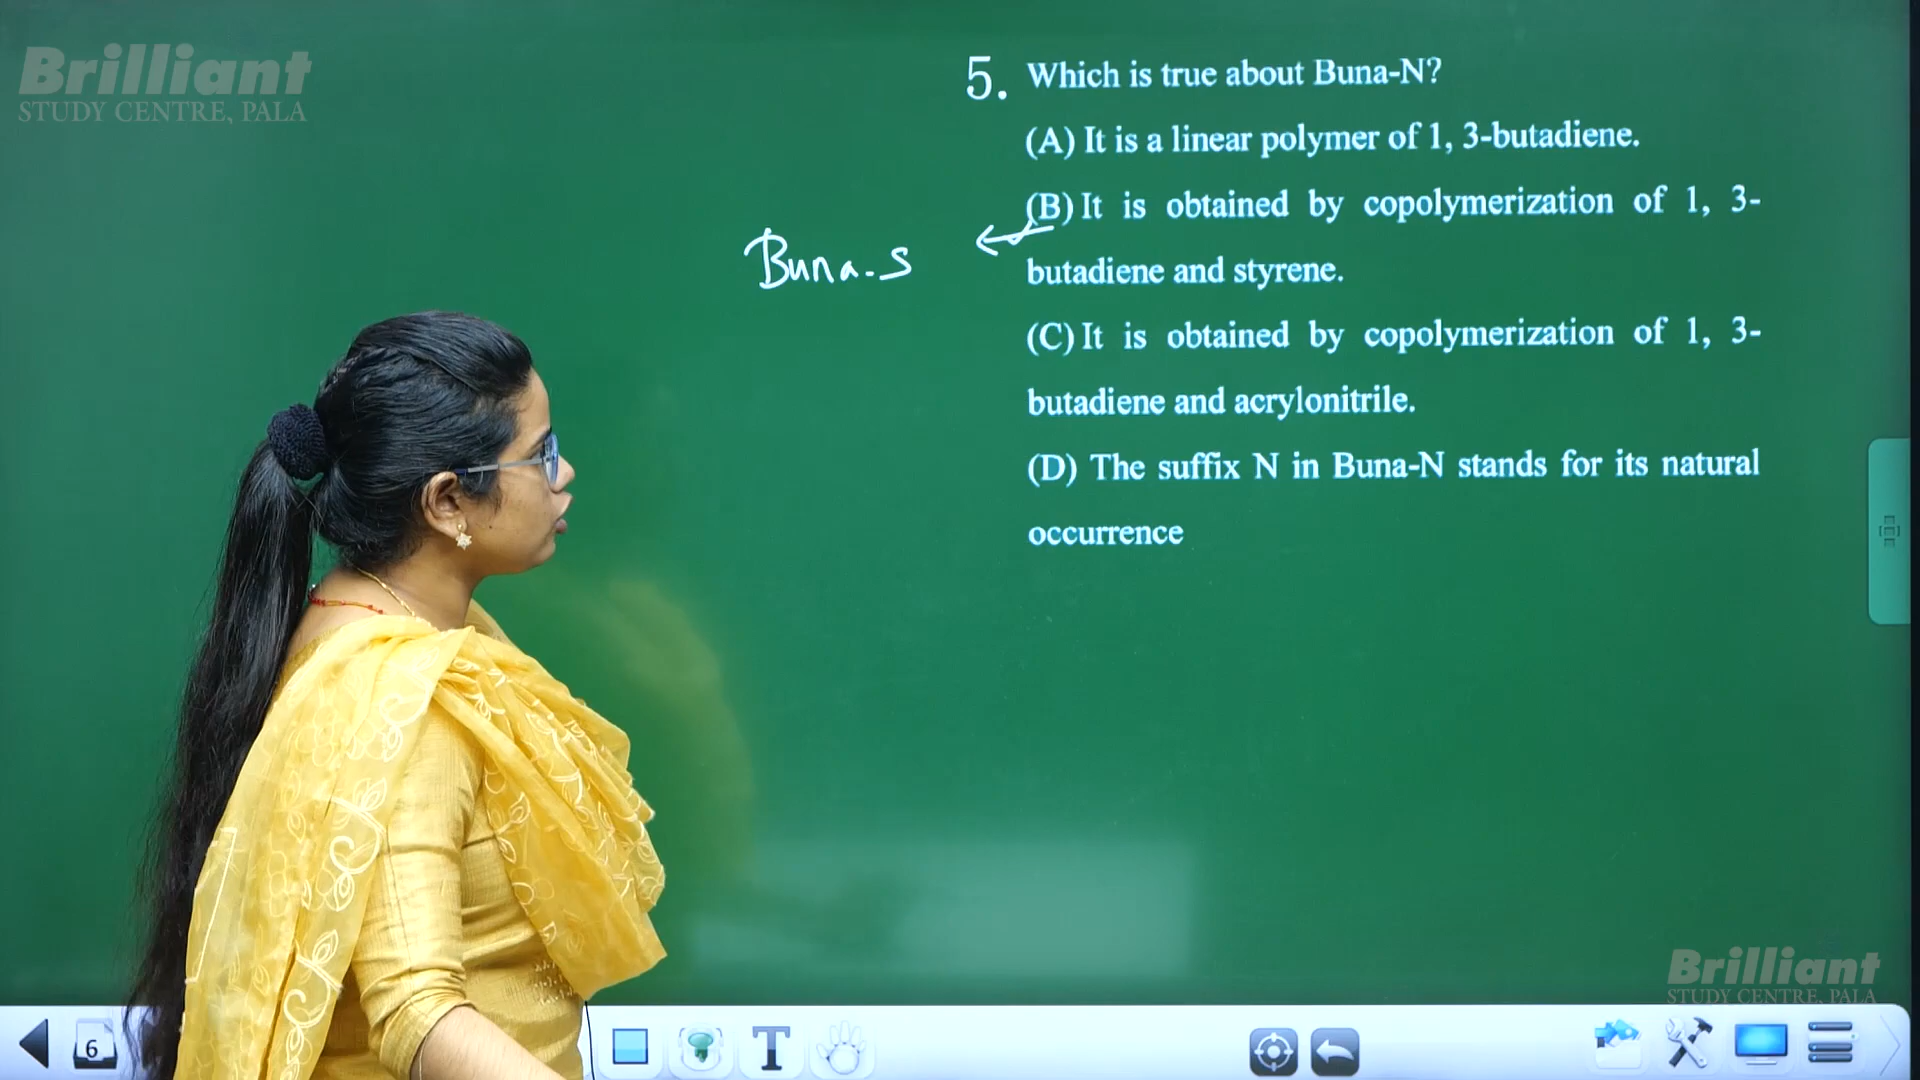 Brilliant
STUDY CENTRE, PALA
5. Which is true about Buna-N?
(A) It is a linear polymer of 1, 3-butadiene.
(B) It is obtained by copolymerization of 1, 3-
butadiene and styrene.
Buna-S
(C) It is obtained by copolymerization of 1, 3-
butadiene and acrylonitrile.
(D) The suffix N in Buna-N stands for its natural
occurrence
Brilliant
STUDY CENTRE, PALA
6
T